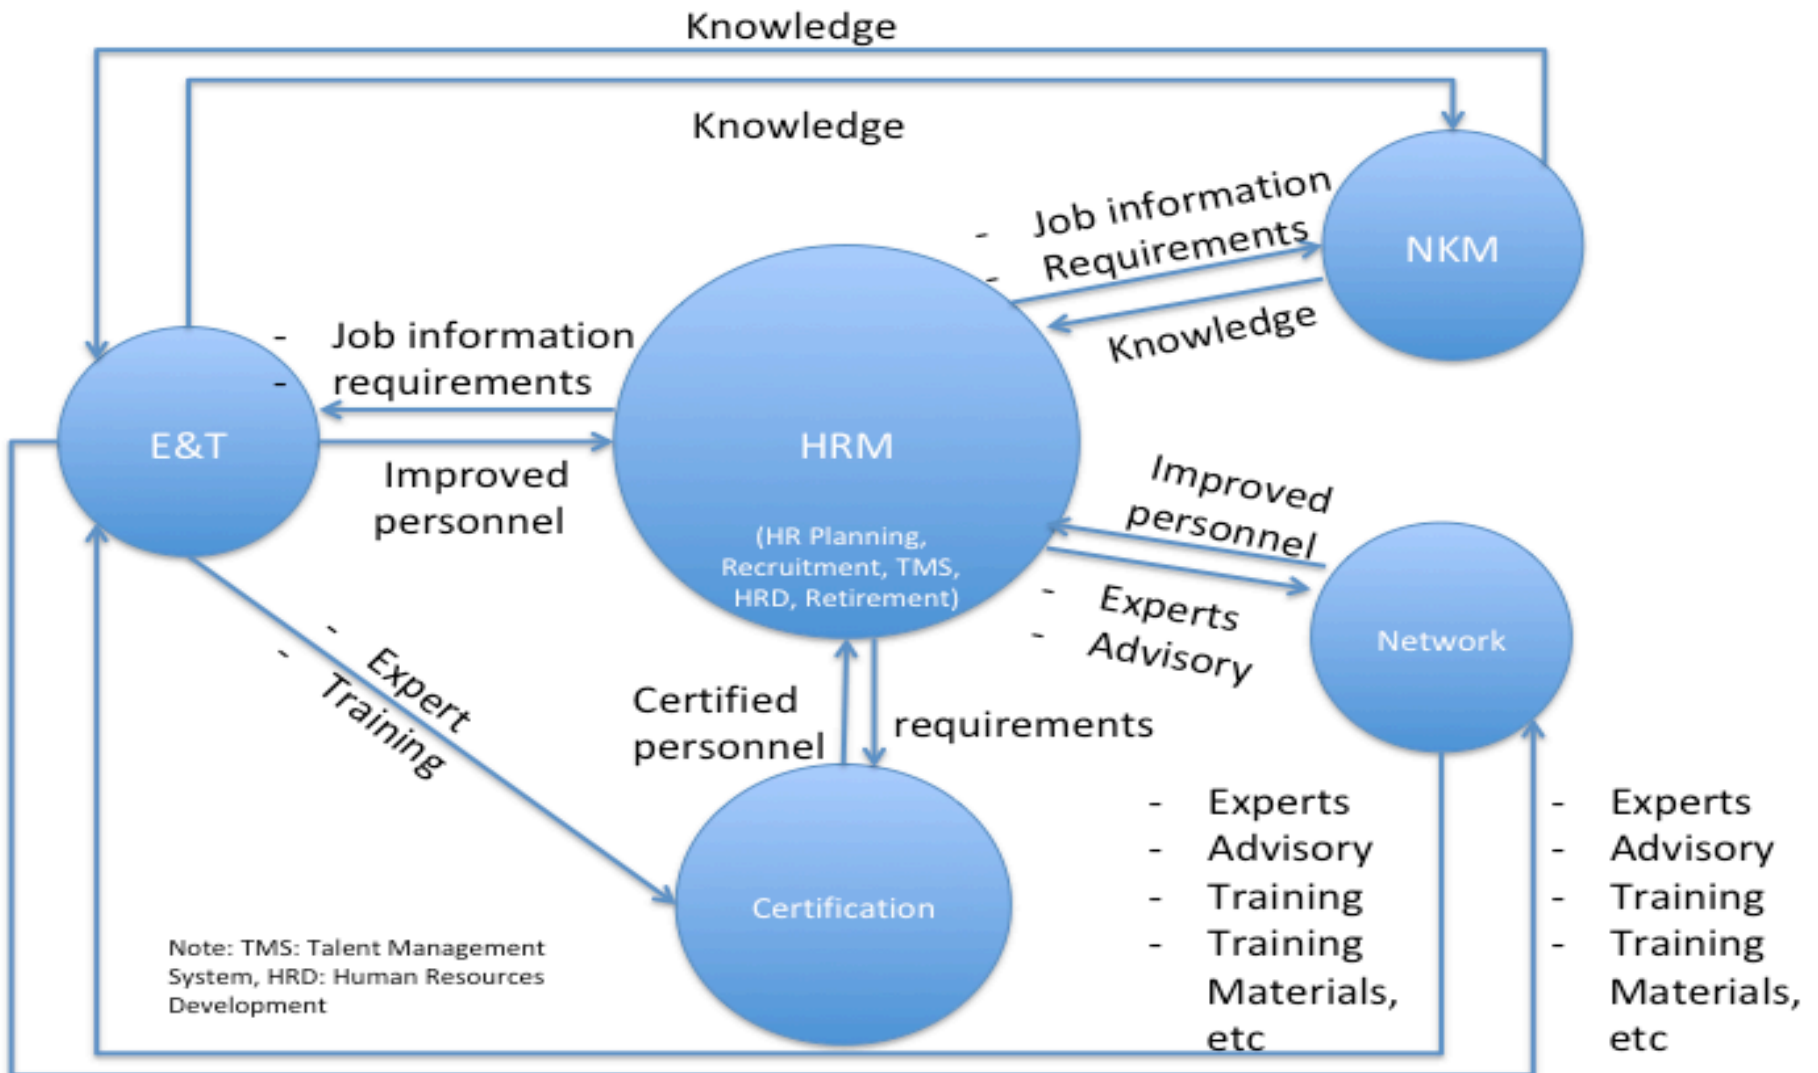 Knowledge
Knowledge
- Job information
- Requirements
NKM
Knowledge
- Job information
- requirements
E&T
HRM
Improved
personnel
(HR Planning,
Recruitment, TMS,
HRD, Retirement)
Improved
personnel
- Experts
- Advisory
Network
- Expert
- Training
Certified
personnel
requirements
Certification
- Experts
- Advisory
- Training
- Training
Materials,
etc
- Experts
- Advisory
- Training
- Training
Materials,
etc
Note: TMS: Talent Management
System, HRD: Human Resources
Development